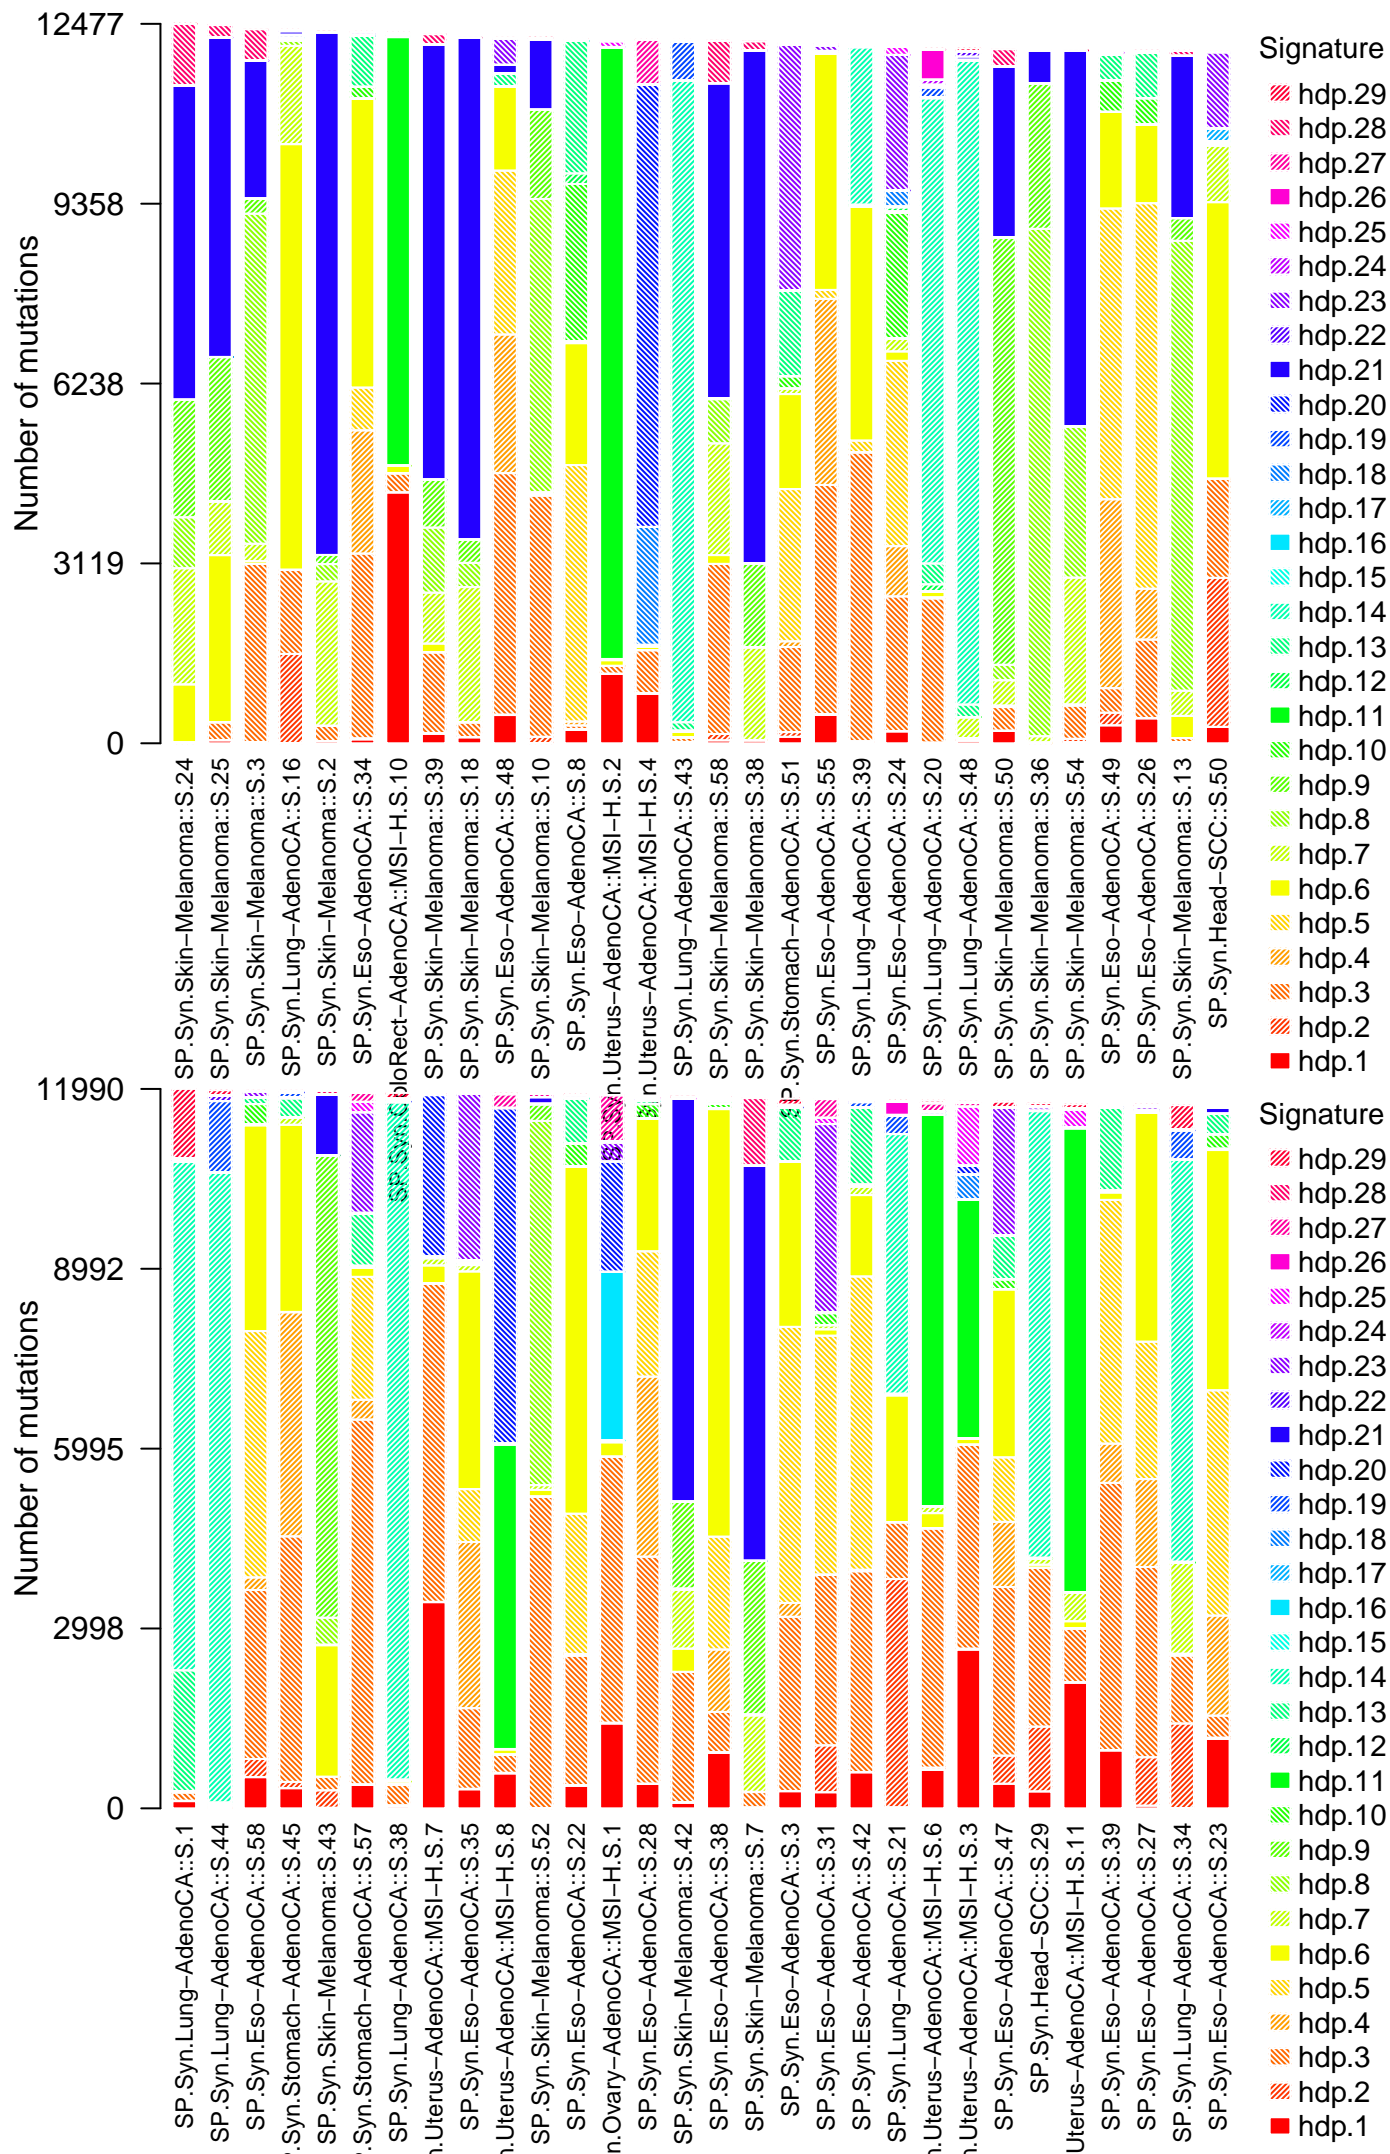 Number of mutations
12477
9358
6238
3119
0
SP.Syn.Skin−Melanoma::S.24
SP.Syn.Skin−Melanoma::S.25
SP.Syn.Skin−Melanoma::S.3
SP.Syn.Lung−AdenoCA::S.16
SP.Syn.Skin−Melanoma::S.2
SP.Syn.Eso−AdenoCA::S.34
SP.Syn.ColoRect−AdenoCA::MSI−H.S.10
SP.Syn.Skin−Melanoma::S.39
SP.Syn.Skin−Melanoma::S.18
SP.Syn.Eso−AdenoCA::S.48
SP.Syn.Skin−Melanoma::S.10
SP.Syn.Eso−AdenoCA::S.8
SP.Syn.Uterus−AdenoCA::MSI−H.S.2
n.Uterus−AdenoCA::MSI−H.S.4
SP.Syn.Lung−AdenoCA::S.43
SP.Syn.Skin−Melanoma::S.58
SP.Syn.Skin−Melanoma::S.38
SP.Syn.Stomach−AdenoCA::S.51
SP.Syn.Eso−AdenoCA::S.55
SP.Syn.Lung−AdenoCA::S.39
SP.Syn.Eso−AdenoCA::S.24
SP.Syn.Lung−AdenoCA::S.20
SP.Syn.Lung−AdenoCA::S.48
SP.Syn.Skin−Melanoma::S.50
SP.Syn.Skin−Melanoma::S.36
SP.Syn.Skin−Melanoma::S.54
SP.Syn.Eso−AdenoCA::S.49
SP.Syn.Eso−AdenoCA::S.26
SP.Syn.Skin−Melanoma::S.13
SP.Syn.Head−SCC::S.50
Signature
hdp.29
hdp.28
hdp.27
hdp.26
hdp.25
hdp.24
hdp.23
hdp.22
hdp.21
hdp.20
hdp.19
hdp.18
hdp.17
hdp.16
hdp.15
hdp.14
hdp.13
hdp.12
hdp.11
hdp.10
hdp.9
hdp.8
hdp.7
hdp.6
hdp.5
hdp.4
hdp.3
hdp.2
hdp.1
Number of mutations
11990
8992
5995
2998
0
SP.Syn.Lung−AdenoCA::S.1
SP.Syn.Lung−AdenoCA::S.44
SP.Syn.Eso−AdenoCA::S.58
P.Syn.Stomach−AdenoCA::S.45
SP.Syn.Skin−Melanoma::S.43
P.Syn.Stomach−AdenoCA::S.57
SP.Syn.Lung−AdenoCA::S.38
n.Uterus−AdenoCA::MSI−H.S.7
SP.Syn.Eso−AdenoCA::S.35
n.Uterus−AdenoCA::MSI−H.S.8
SP.Syn.Skin−Melanoma::S.52
SP.Syn.Eso−AdenoCA::S.22
n.Ovary−AdenoCA::MSI−H.S.1
SP.Syn.Eso−AdenoCA::S.28
SP.Syn.Skin−Melanoma::S.42
SP.Syn.Eso−AdenoCA::S.38
SP.Syn.Skin−Melanoma::S.7
SP.Syn.Eso−AdenoCA::S.3
SP.Syn.Eso−AdenoCA::S.31
SP.Syn.Eso−AdenoCA::S.42
SP.Syn.Lung−AdenoCA::S.21
n.Uterus−AdenoCA::MSI−H.S.6
n.Uterus−AdenoCA::MSI−H.S.3
SP.Syn.Eso−AdenoCA::S.47
SP.Syn.Head−SCC::S.29
Uterus−AdenoCA::MSI−H.S.11
SP.Syn.Eso−AdenoCA::S.39
SP.Syn.Eso−AdenoCA::S.27
SP.Syn.Lung−AdenoCA::S.34
SP.Syn.Eso−AdenoCA::S.23
Signature
hdp.29
hdp.28
hdp.27
hdp.26
hdp.25
hdp.24
hdp.23
hdp.22
hdp.21
hdp.20
hdp.19
hdp.18
hdp.17
hdp.16
hdp.15
hdp.14
hdp.13
hdp.12
hdp.11
hdp.10
hdp.9
hdp.8
hdp.7
hdp.6
hdp.5
hdp.4
hdp.3
hdp.2
hdp.1